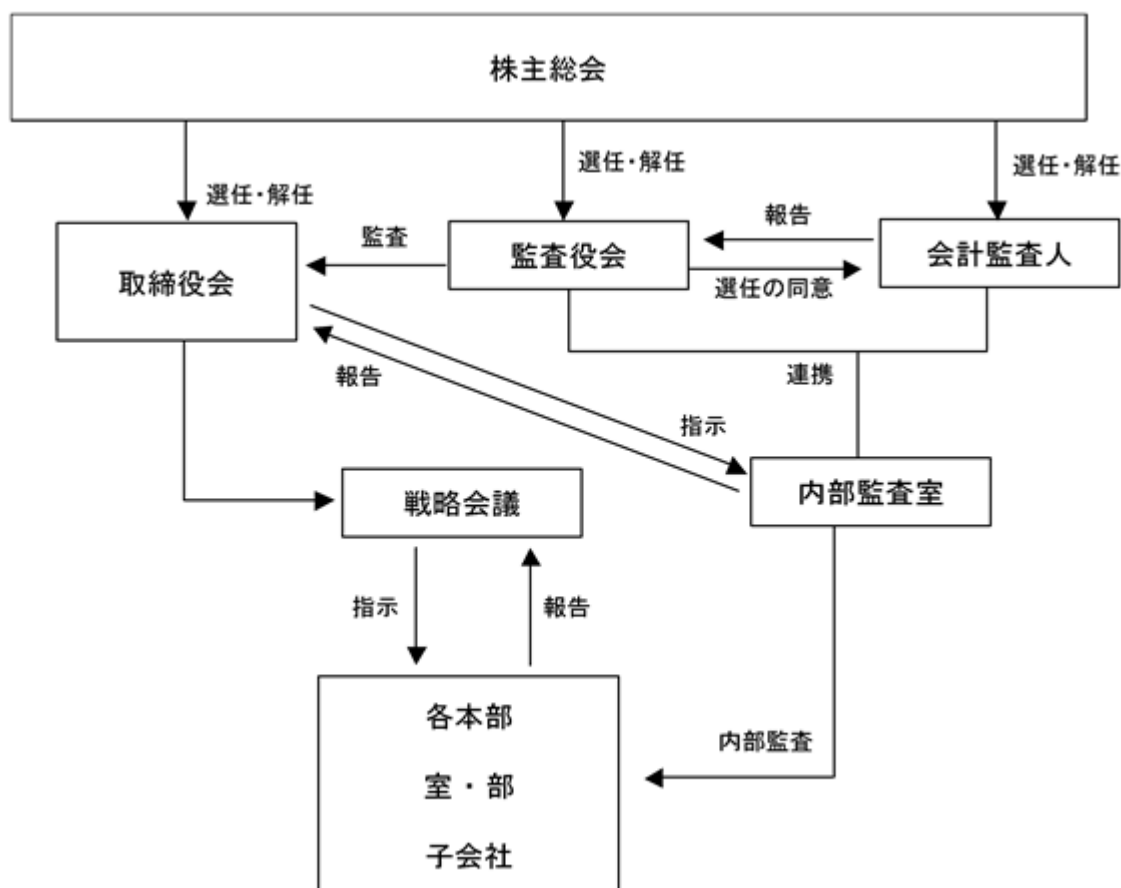 株主総会
選任・解任
選任・解任
選任・解任
取締役会
監査
監査役会
報告
選任の同意
会計監査人
報告
指示
連携
戦略会議
内部監査室
指示
報告
各本部
室・部
子会社
内部監査